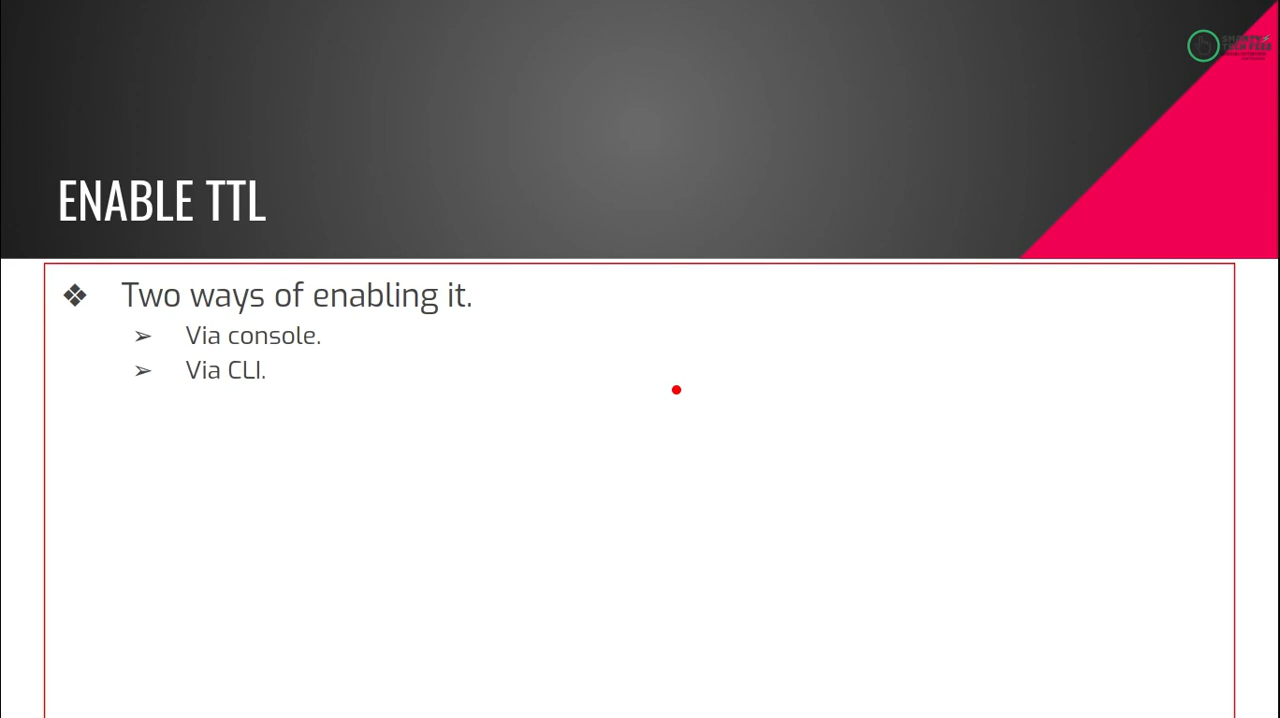 ENABLE TTL
❖ Two ways of enabling it.
➢ Via console.
➢ Via CLI.